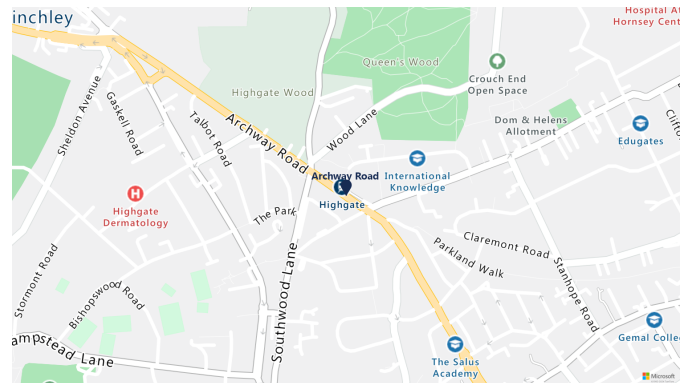 inchley
Hospital At
Hornsey Cent
Queen's Wood
Crouch End
Open Space
Highgate Wood
Sheldon Avenue
Gaskell Road
Talbot Road
Archway Road
Wood Lane
Dom & Helens
Allotment
Edugates
Clifto
Archway Road
International
Knowledge
Highgate
H
Highgate
Dermatology
The Park
Claremont Road
Parkland Walk
Stormont Road
Bishopswood Road
Southwood Lane
Stanhope Road
ampstead Lane
The Salus
Academy
Gemal Colleg
Microsoft